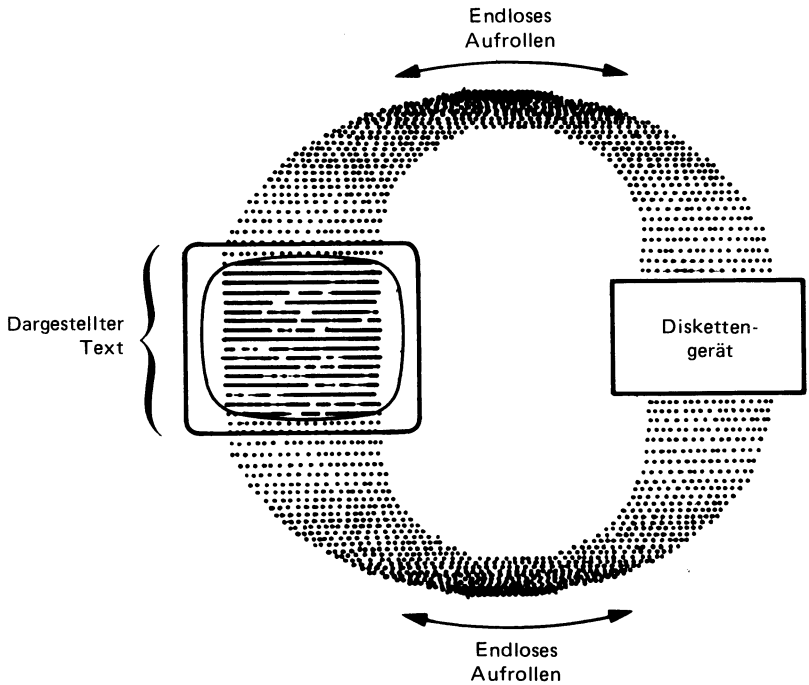 Endloses
Aufrollen
Dargestellter
Text
Disketten-
gerät
Endloses
Aufrollen